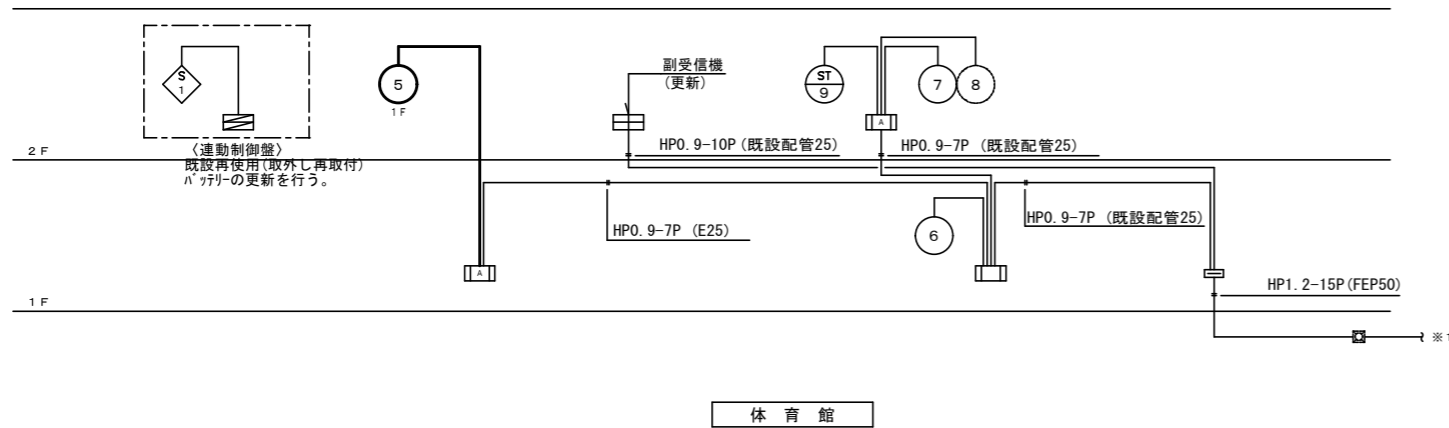 S
1
5
1F
副受信機
(更新)
ST
9
7
8
A
〈連動制御盤〉
既設再使用(取外し再取付)
バッテリーの更新を行う。
2F
HP0.9-10P(既設配管25)
HP0.9-7P (既設配管25)
HP0.9-7P (E25)
6
HP0.9-7P (既設配管25)
A
HP1.2-15P(FEP50)
1F
※1
体育館